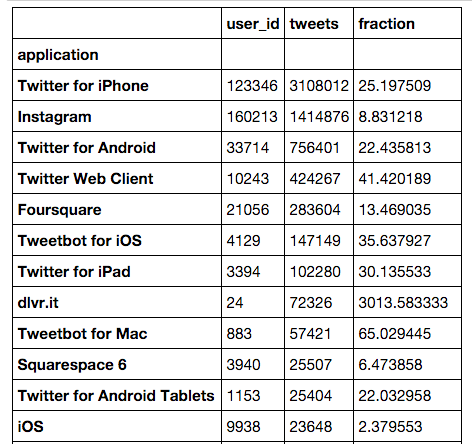 user_id tweets fraction
application
Twitter for iPhone 123346 3108012 25.197509
Instagram 160213 1414876 8.831218
Twitter for Android 33714 756401 22.435813
Twitter Web Client 10243 424267 41.420189
Foursquare 21056 283604 13.469035
Tweetbot for iOS 4129 147149 35.637927
Twitter for iPad 3394 102280 30.135533
dlvr.it 24 72326 3013.583333
Tweetbot for Mac 883 57421 65.029445
Squarespace 6 3940 25507 6.473858
Twitter for Android Tablets 1153 25404 22.032958
iOS 9938 23648 2.379553